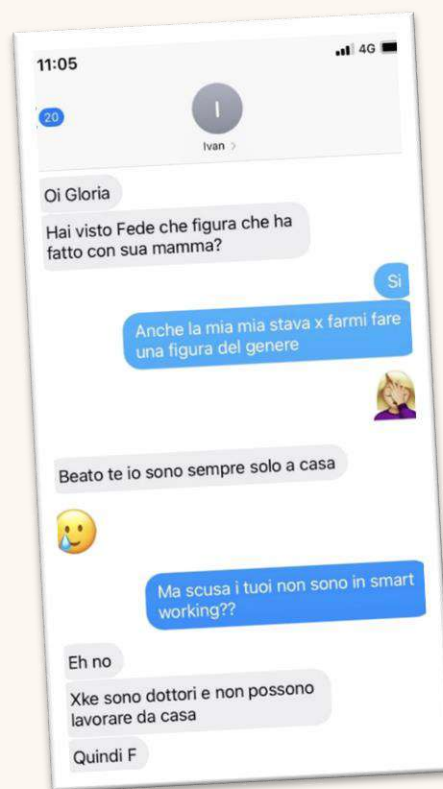 11:05
4G
20
I
Ivan >
Oi Gloria
Hai visto Fede che figura che ha
fatto con sua mamma?
Si
Anche la mia mia stava x farmi fare
una figura del genere
Beato te io sono sempre solo a casa
Ma scusa i tuoi non sono in smart
working??
Eh no
Xke sono dottori e non possono
lavorare da casa
Quindi F